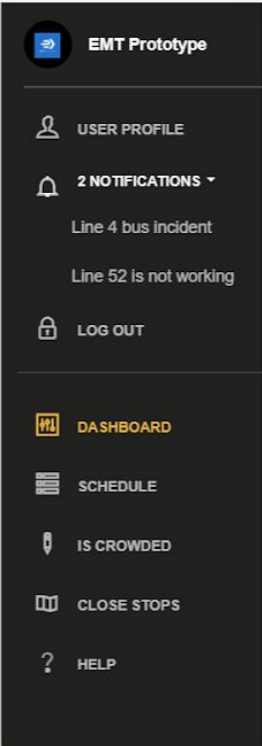 EMT Prototype
USER PROFILE
2 NOTIFICATIONS
Line 4 bus incident
Line 52 is not working
LOG OUT
DASHBOARD
SCHEDULE
IS CROWDED
CLOSE STOPS
? HELP